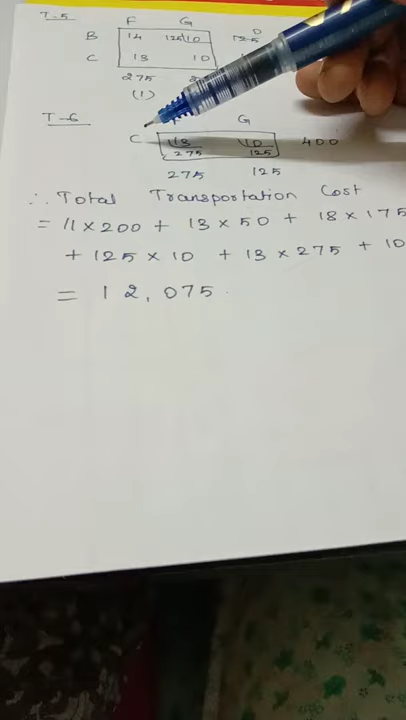 T-5 F G
B 14 125 10 0 125
C 13 10
275
(1)
T-6 G
C 13 275 10 125 400
275 125
∴ Total Transportation Cost
= 11 × 200 + 13 × 50 + 18 × 175
+ 125 × 10 + 13 × 275 + 10
= 12,075.